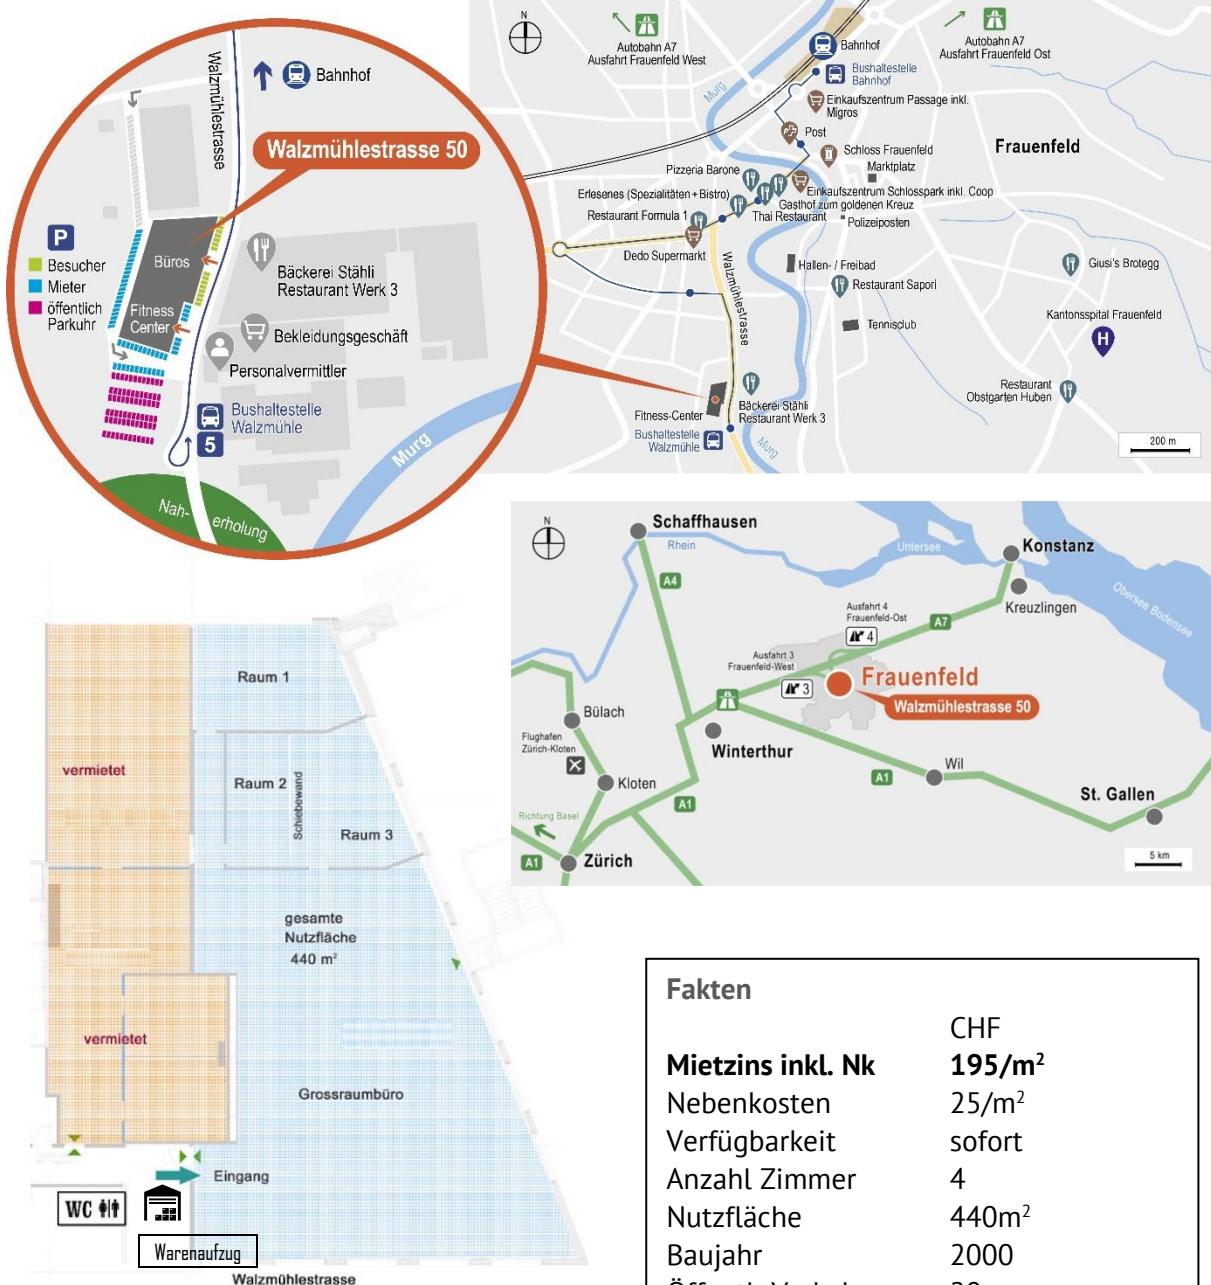 Walzmühlestrasse
Bahnhof
Walzmühlestrasse 50
P
Besucher
Mieter
öffentlich
Parkuhr
Büros
Fitness
Center
Bäckerei Stähli
Restaurant Werk 3
Bekleidungsgeschäft
Personalvermittler
Bushaltestelle
Walzmühle
5
Murg
Nah-
erholung
N
Autobahn A7
Ausfahrt Frauenfeld West
Autobahn A7
Ausfahrt Frauenfeld Ost
Bahnhof
Bushaltestelle
Bahnhof
Murg
Einkaufszentrum Passage inkl.
Migros
Post
Schloss Frauenfeld
Frauenfeld
Marktplatz
Pizzeria Barone
Einkaufszentrum Schlosspark inkl. Coop
Erlesenes (Spezialitäten + Bistro)
Gasthof zum goldenen Kreuz
Restaurant Formula 1
Thai Restaurant
Polizeiposten
Dedo Supermarkt
Walzmühlestrasse
Hallen- / Freibad
Giusi's Brotegg
Restaurant Sapori
Kantonsspital Frauenfeld
H
Tennisclub
Restaurant
Obstgarten Huben
Fitness-Center
Bäckerei Stähli
Restaurant Werk 3
Bushaltestelle
Walzmühle
Murg
200 m
N
Schaffhausen
Rhein
Untersee
Konstanz
Kreuzlingen
Obersee Bodensee
A4
Ausfahrt 4
Frauenfeld-Ost
4
A7
Ausfahrt 3
Frauenfeld-West
3
Frauenfeld
Walzmühlestrasse 50
Bülach
Flughafen
Zürich-Kloten
Winterthur
Kloten
Wil
A1
St. Gallen
A1
Richtung Basel
A1
Zürich
5 km
Raum 1
vermietet
Raum 2
Schiebewand
Raum 3
gesamte
Nutzfläche
440 m²
vermietet
Grossraumbüro
Eingang
WC
Warenaufzug
Walzmühlestrasse
Fakten
CHF
Mietzins inkl. Nk 195/m²
Nebenkosten 25/m²
Verfügbarkeit sofort
Anzahl Zimmer 4
Nutzfläche 440m²
Baujahr 2000